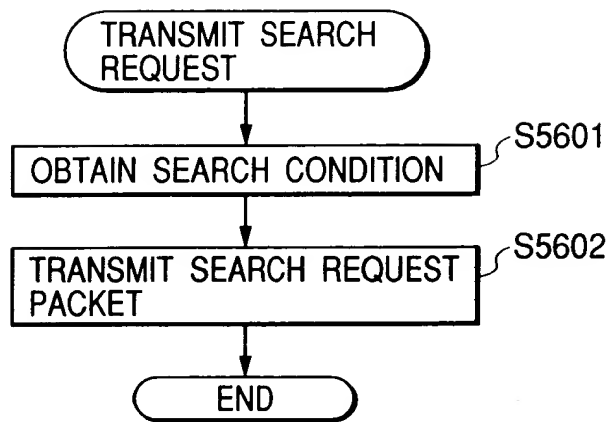 TRANSMIT SEARCH
REQUEST
S5601
OBTAIN SEARCH CONDITION
S5602
TRANSMIT SEARCH REQUEST
PACKET
END